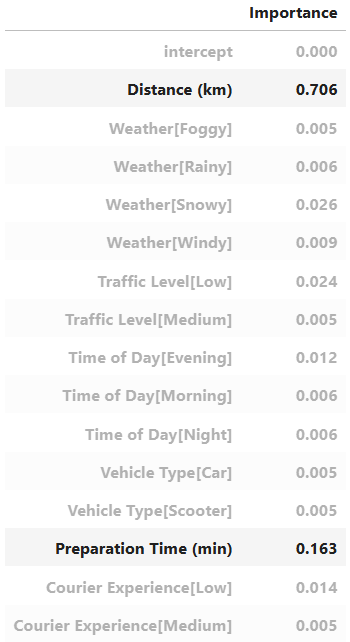 Importance
intercept 0.000
Distance (km) 0.706
Weather[Foggy] 0.005
Weather[Rainy] 0.006
Weather[Snowy] 0.026
Weather[Windy] 0.009
Traffic Level[Low] 0.024
Traffic Level[Medium] 0.005
Time of Day[Evening] 0.012
Time of Day[Morning] 0.006
Time of Day[Night] 0.006
Vehicle Type[Car] 0.005
Vehicle Type[Scooter] 0.005
Preparation Time (min) 0.163
Courier Experience[Low] 0.014
Courier Experience[Medium] 0.005